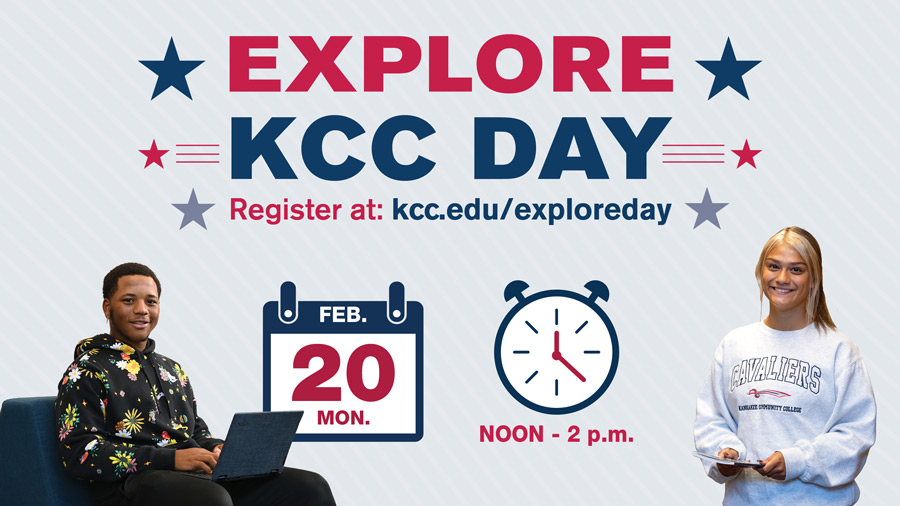 EXPLORE
KCC DAY
Register at: kcc.edu/exploreday
FEB.
20
MON.
NOON - 2 p.m.
CAVALIERS
KANKAKEE COMMUNITY COLLEGE